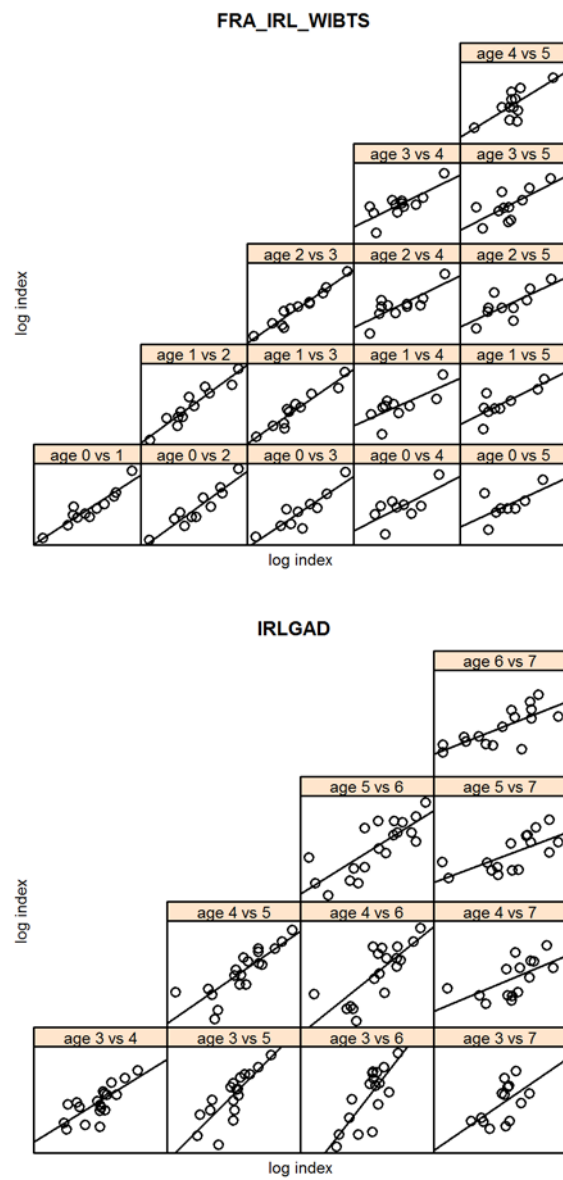 FRA_IRL_WIBTS
age 4 vs 5
age 3 vs 4 age 3 vs 5
age 2 vs 3 age 2 vs 4 age 2 vs 5
log index
age 1 vs 2 age 1 vs 3 age 1 vs 4 age 1 vs 5
age 0 vs 1 age 0 vs 2 age 0 vs 3 age 0 vs 4 age 0 vs 5
log index
IRLGAD
age 6 vs 7
age 5 vs 6 age 5 vs 7
log index
age 4 vs 5 age 4 vs 6 age 4 vs 7
age 3 vs 4 age 3 vs 5 age 3 vs 6 age 3 vs 7
log index